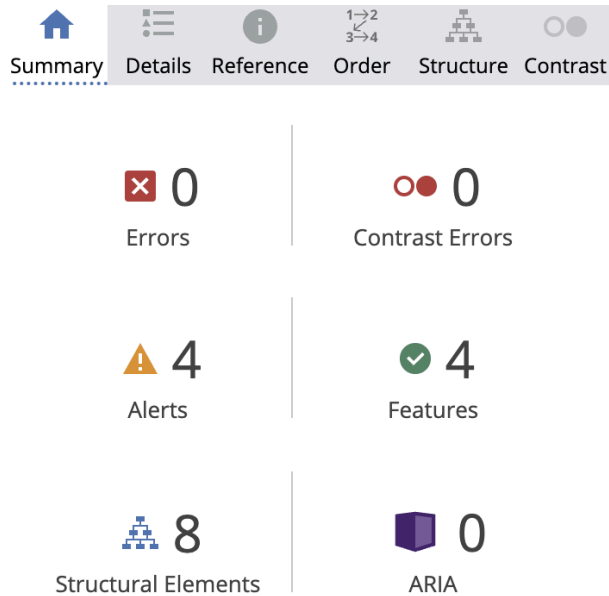 1→2
3→4
Summary Details Reference Order Structure Contrast
0 0
Errors Contrast Errors
4 4
Alerts Features
8 0
Structural Elements ARIA